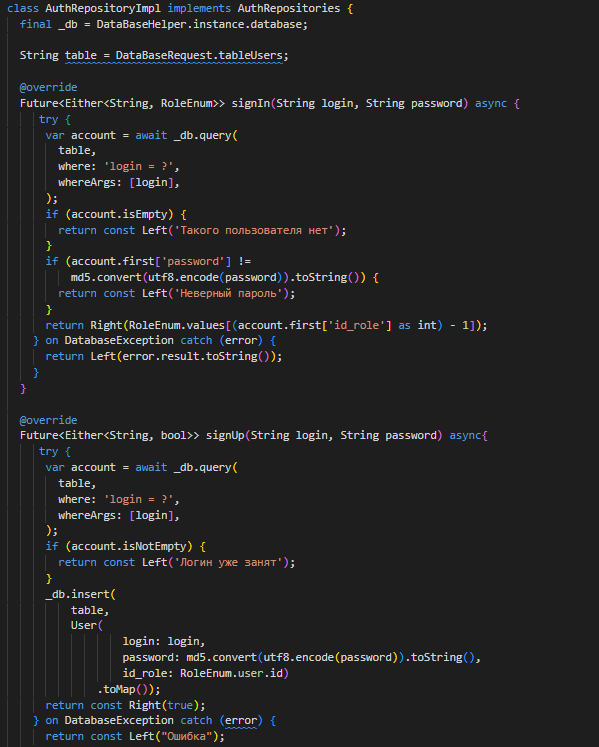 class AuthRepositoryImpl implements AuthRepositories {
final _db = DataBaseHelper.instance.database;
String table = DataBaseRequest.tableUsers;
@override
Future<Either<String, RoleEnum>> signIn(String login, String password) async {
try {
var account = await _db.query(
table,
where: 'login = ?',
whereArgs: [login],
);
if (account.isEmpty) {
return const Left('Такого пользователя нет');
}
if (account.first['password'] !=
md5.convert(utf8.encode(password)).toString()) {
return const Left('Неверный пароль');
}
return Right(RoleEnum.values[(account.first['id_role'] as int) - 1]);
} on DatabaseException catch (error) {
return Left(error.result.toString());
}
}
@override
Future<Either<String, bool>> signUp(String login, String password) async{
try {
var account = await _db.query(
table,
where: 'login = ?',
whereArgs: [login],
);
if (account.isNotEmpty) {
return const Left('Логин уже занят');
}
_db.insert(
table,
User(
login: login,
password: md5.convert(utf8.encode(password)).toString(),
id_role: RoleEnum.user.id)
.toMap());
return const Right(true);
} on DatabaseException catch (error) {
return const Left("Ошибка");